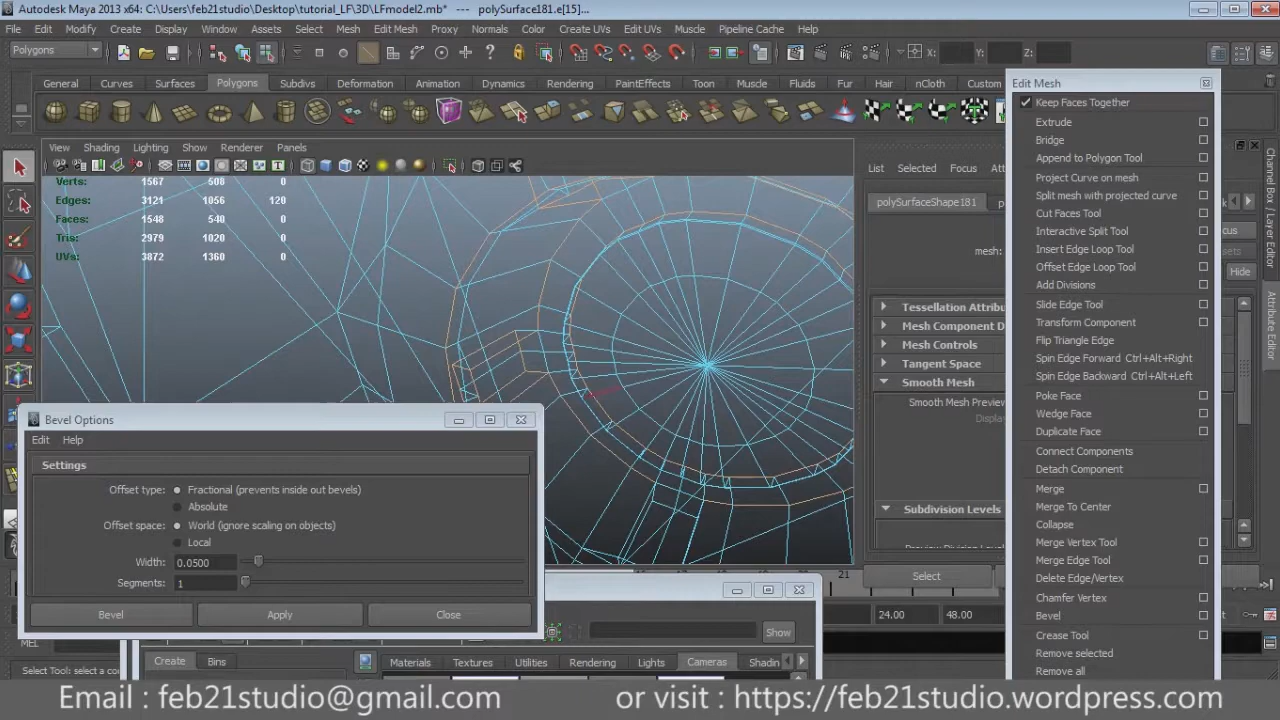 Autodesk Maya 2013 x64: C:\Users\feb21studio\Desktop\tutorial_LF\3D\LFmodel2.mb* --- polySurface181.e[15]...
File Edit Modify Create Display Window Assets Select Mesh Edit Mesh Proxy Normals Color Create UVs Edit UVs Muscle Pipeline Cache Help
Polygons X: Y: Z:
General Curves Surfaces Polygons Subdivs Deformation Animation Dynamics Rendering PaintEffects Toon Muscle Fluids Fur Hair nCloth Custom
View Shading Lighting Show Renderer Panels
Verts: 1567 508 0
Edges: 3121 1056 120
Faces: 1548 540 0
Tris: 2979 1020 0
UVs: 3872 1360 0
List Selected Focus
polySurfaceShape181
mesh:
Hide
Tessellation Attribu
Mesh Component D
Mesh Controls
Tangent Space
Smooth Mesh
Smooth Mesh Preview
Display
Subdivision Levels
Select
Channel Box / Layer Editor
Attribute Editor
Edit Mesh
Keep Faces Together
Extrude
Bridge
Append to Polygon Tool
Project Curve on mesh
Split mesh with projected curve
Cut Faces Tool
Interactive Split Tool
Insert Edge Loop Tool
Offset Edge Loop Tool
Add Divisions
Slide Edge Tool
Transform Component
Flip Triangle Edge
Spin Edge Forward Ctrl+Alt+Right
Spin Edge Backward Ctrl+Alt+Left
Poke Face
Wedge Face
Duplicate Face
Connect Components
Detach Component
Merge
Merge To Center
Collapse
Merge Vertex Tool
Merge Edge Tool
Delete Edge/Vertex
Chamfer Vertex
Bevel
Crease Tool
Remove selected
Remove all
Bevel Options
Edit Help
Settings
Offset type: Fractional (prevents inside out bevels)
Absolute
Offset space: World (ignore scaling on objects)
Local
Width: 0.0500
Segments: 1
Bevel Apply Close
21
24.00 48.00
MEL
Show
Create Bins Materials Textures Utilities Rendering Lights Cameras Shadin
Select Tool: select a co
Email : feb21studio@gmail.com or visit : https://feb21studio.wordpress.com